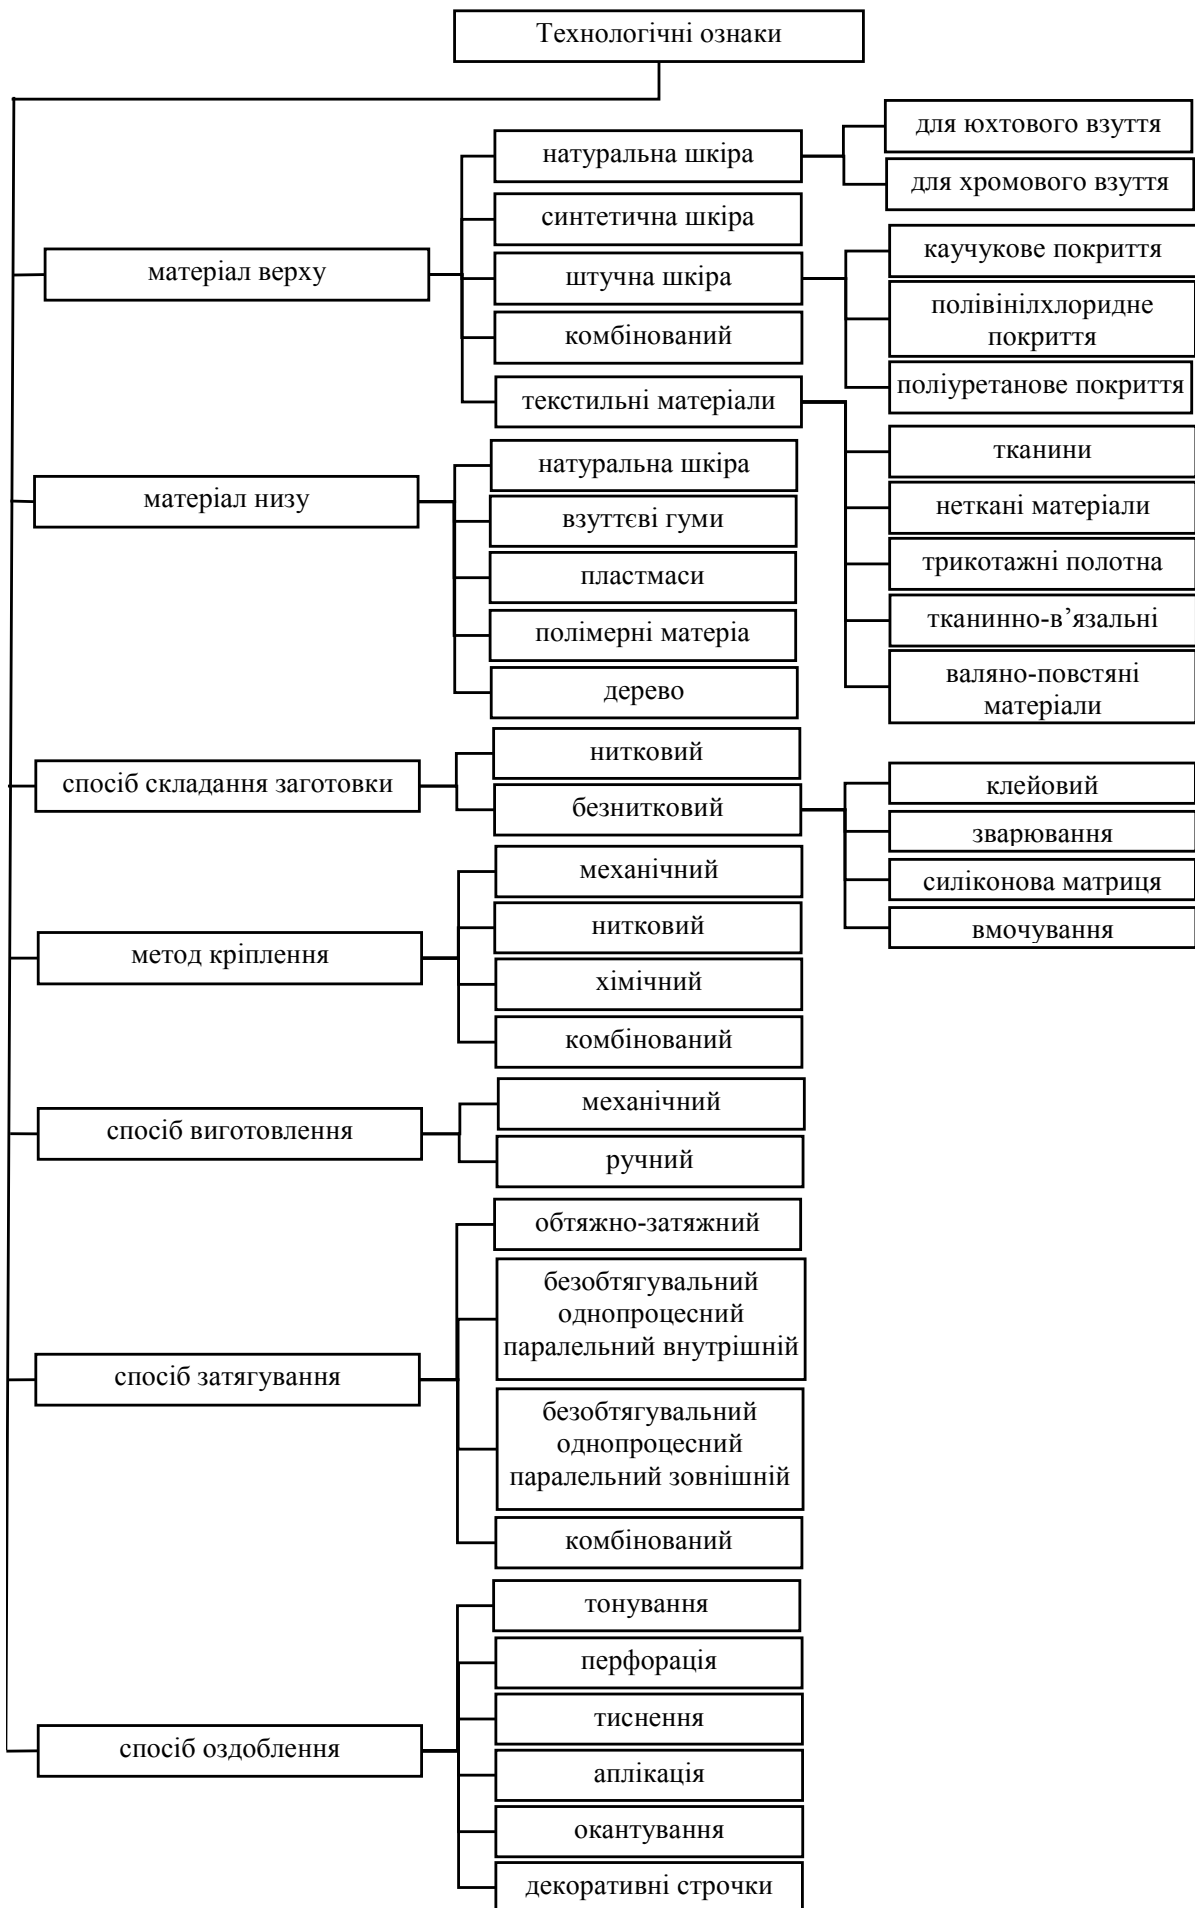 Технологічні ознаки
матеріал верху
натуральна шкіра
для юхтового взуття
для хромового взуття
синтетична шкіра
штучна шкіра
каучукове покриття
полівінілхлоридне
покриття
поліуретанове покриття
комбінований
текстильні матеріали
тканини
неткані матеріали
трикотажні полотна
тканинно-в’язальні
валяно-повстяні
матеріали
матеріал низу
натуральна шкіра
взуттєві гуми
пластмаси
полімерні матеріа
дерево
спосіб складання заготовки
нитковий
безнитковий
клейовий
зварювання
силіконова матриця
вмочування
метод кріплення
механічний
нитковий
хімічний
комбінований
спосіб виготовлення
механічний
ручний
спосіб затягування
обтяжно-затяжний
безобтягувальний
однопроцесний
паралельний внутрішній
безобтягувальний
однопроцесний
паралельний зовнішній
комбінований
спосіб оздоблення
тонування
перфорація
тиснення
аплікація
окантування
декоративні строчки